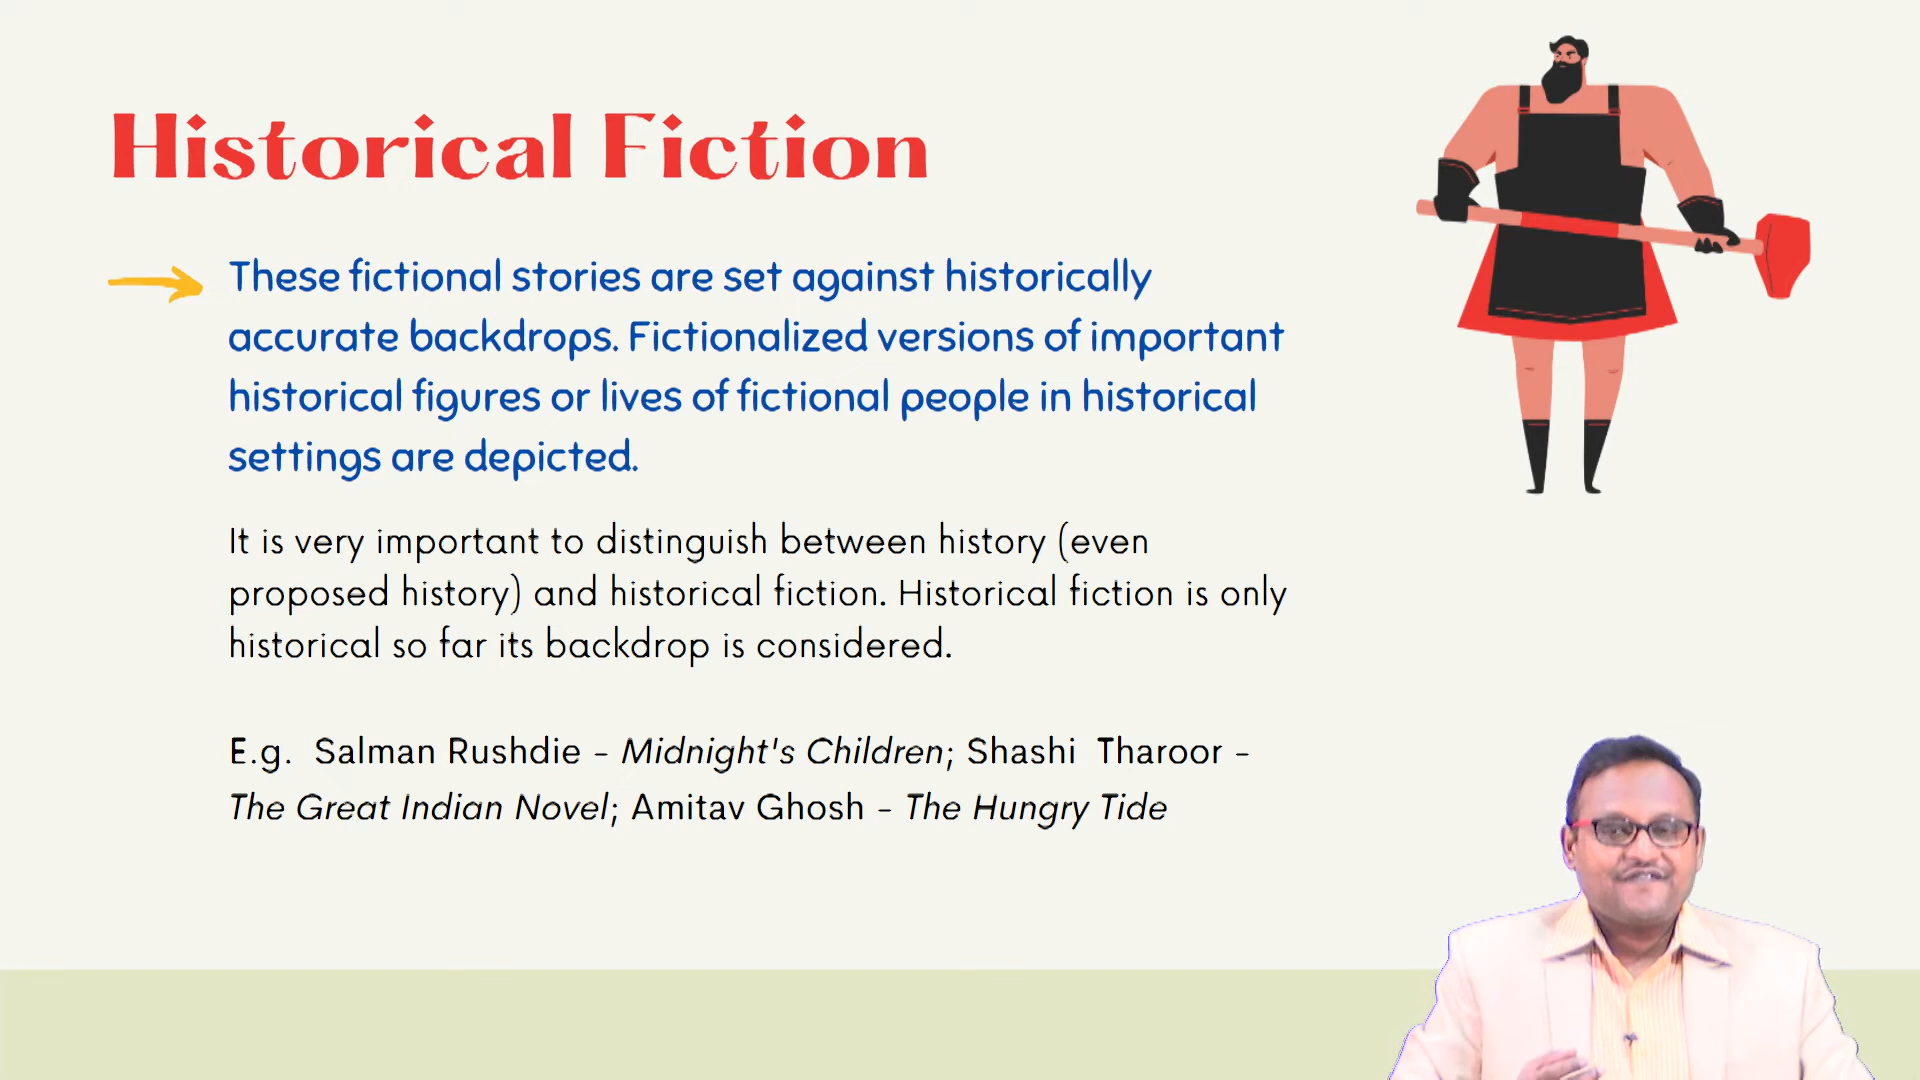 Historical Fiction
These fictional stories are set against historically
accurate backdrops. Fictionalized versions of important
historical figures or lives of fictional people in historical
settings are depicted.
It is very important to distinguish between history (even
proposed history) and historical fiction. Historical fiction is only
historical so far its backdrop is considered.
E.g. Salman Rushdie - Midnight's Children; Shashi Tharoor -
The Great Indian Novel; Amitav Ghosh - The Hungry Tide